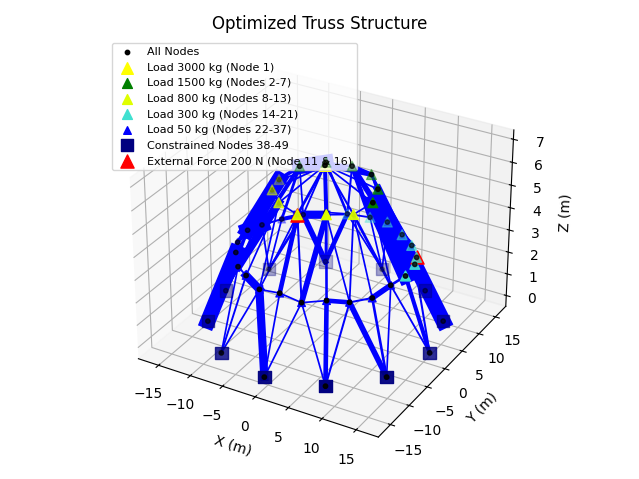 Optimized Truss Structure
All Nodes
Load 3000 kg (Node 1)
Load 1500 kg (Nodes 2-7)
Load 800 kg (Nodes 8-13)
Load 300 kg (Nodes 14-21)
Load 50 kg (Nodes 22-37)
Constrained Nodes 38-49
External Force 200 N (Node 11 & 16)
7
6
5
4
3
2
1
0
Z (m)
−15
−10
−5
0
5
10
15
X (m)
−15
−10
−5
0
5
10
15
Y (m)